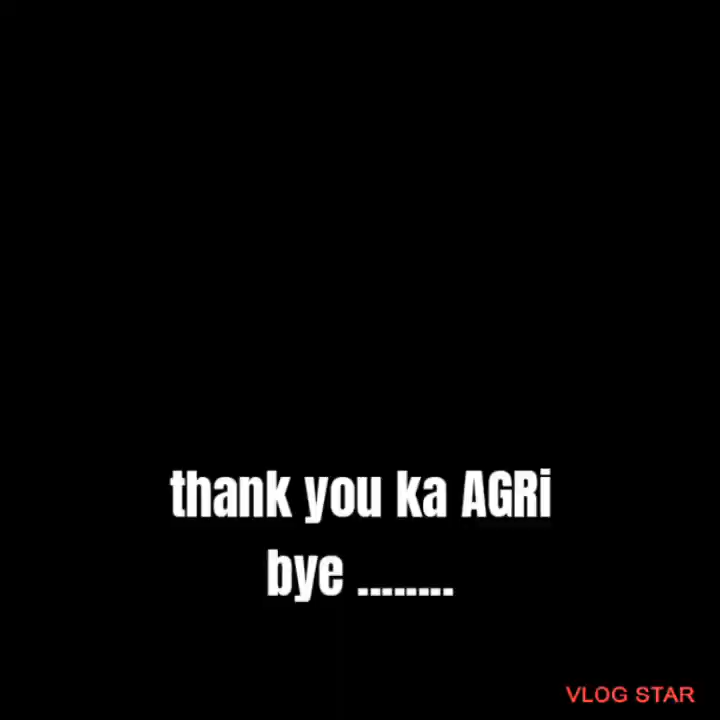 thank you ka AGRi
bye ........
VLOG STAR